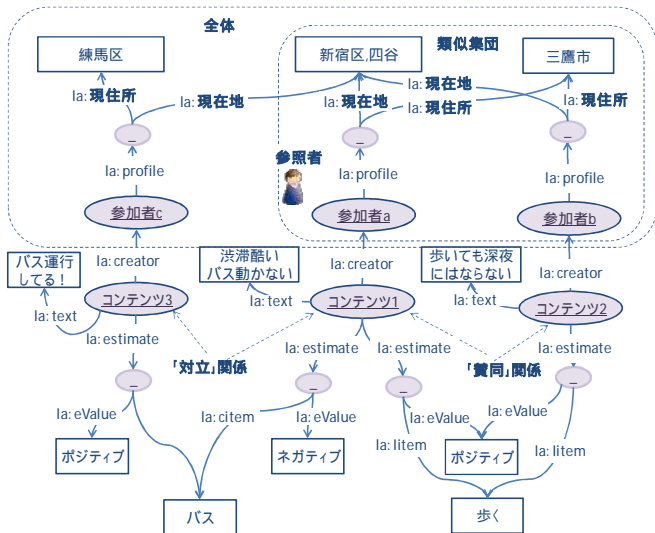 全体
類似集団
練馬区
新宿区,四谷
三鷹市
la:現在地
la:現住所
la:現在地
la:現在地
la:現住所
la:現住所
_
_
_
参照者
la:profile
la:profile
la:profile
参加者c
参加者a
参加者b
バス運行
してる!
渋滞酷い
バス動かない
歩いても深夜
にはならない
la:creator
la:creator
la:creator
コンテンツ3
コンテンツ1
コンテンツ2
la:text
la:text
la:text
la:estimate
la:estimate
la:estimate
la:estimate
「対立」関係
「賛同」関係
_
_
_
_
la:eValue
la:citem
la:eValue
la:eValue
la:eValue
la:litem
la:litem
ポジティブ
ネガティブ
ポジティブ
バス
歩く